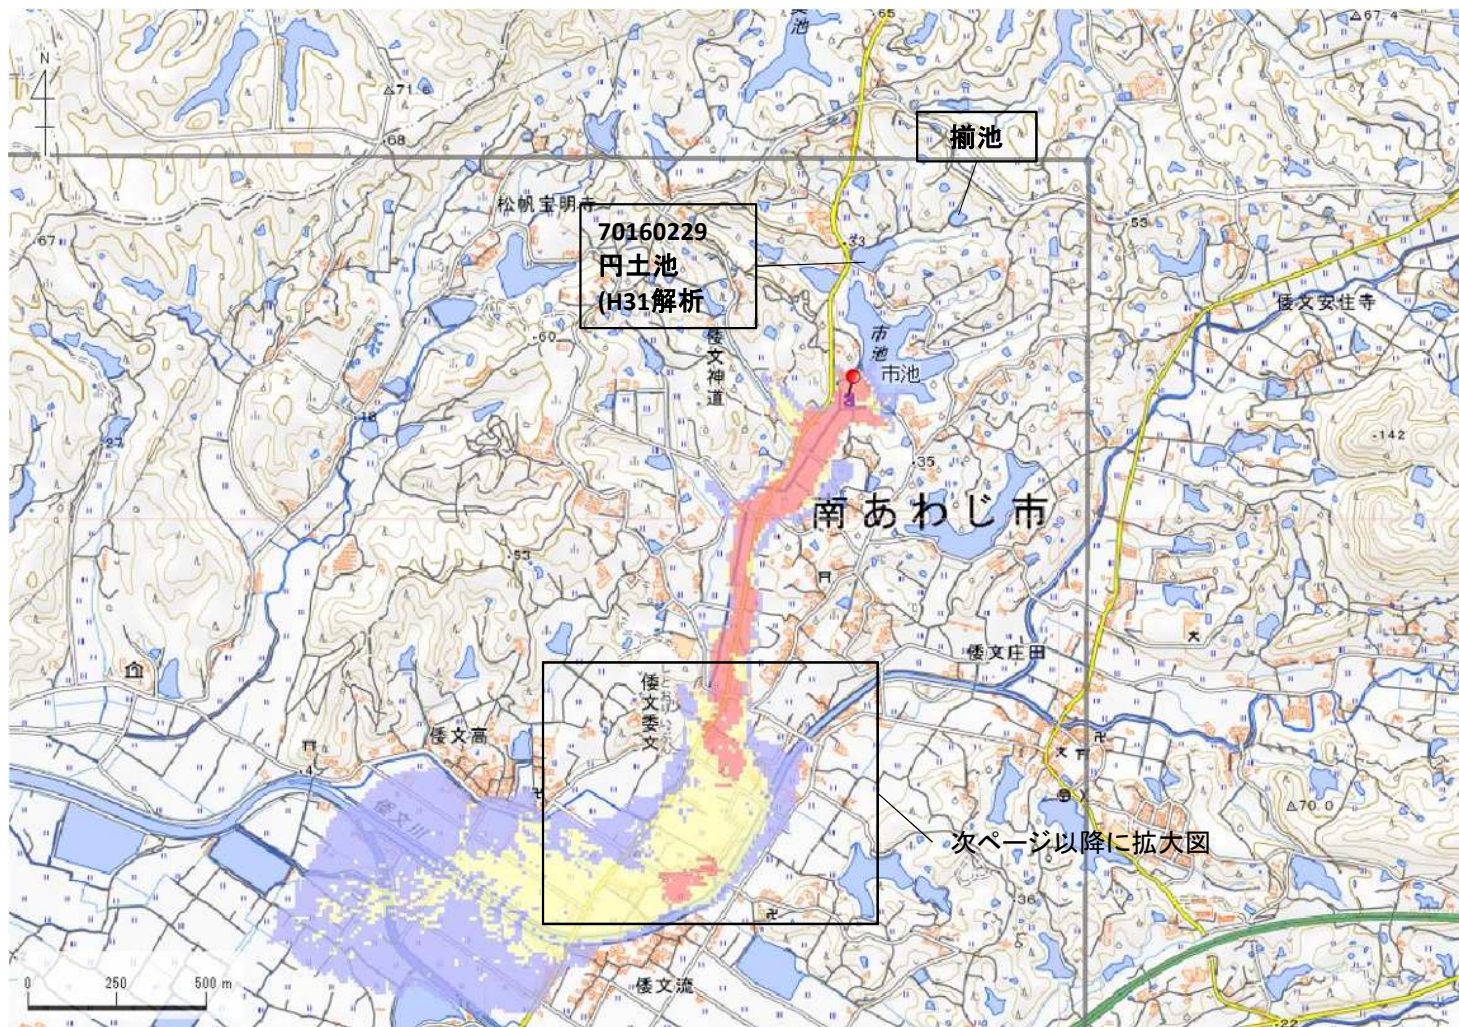 65
△67.4
N
△71.6
揃池
68
松帆宝明寺
53
67
70160229
円土池
(H31解析
33
倭文安住寺
市池
倭文神道
60
市池
a
18
27
142
35
南あわじ市
53
倭文庄田
倭文委文
倭文高
倭文川
△70.0
次ページ以降に拡大図
36
倭文流
0 250 500 m
22